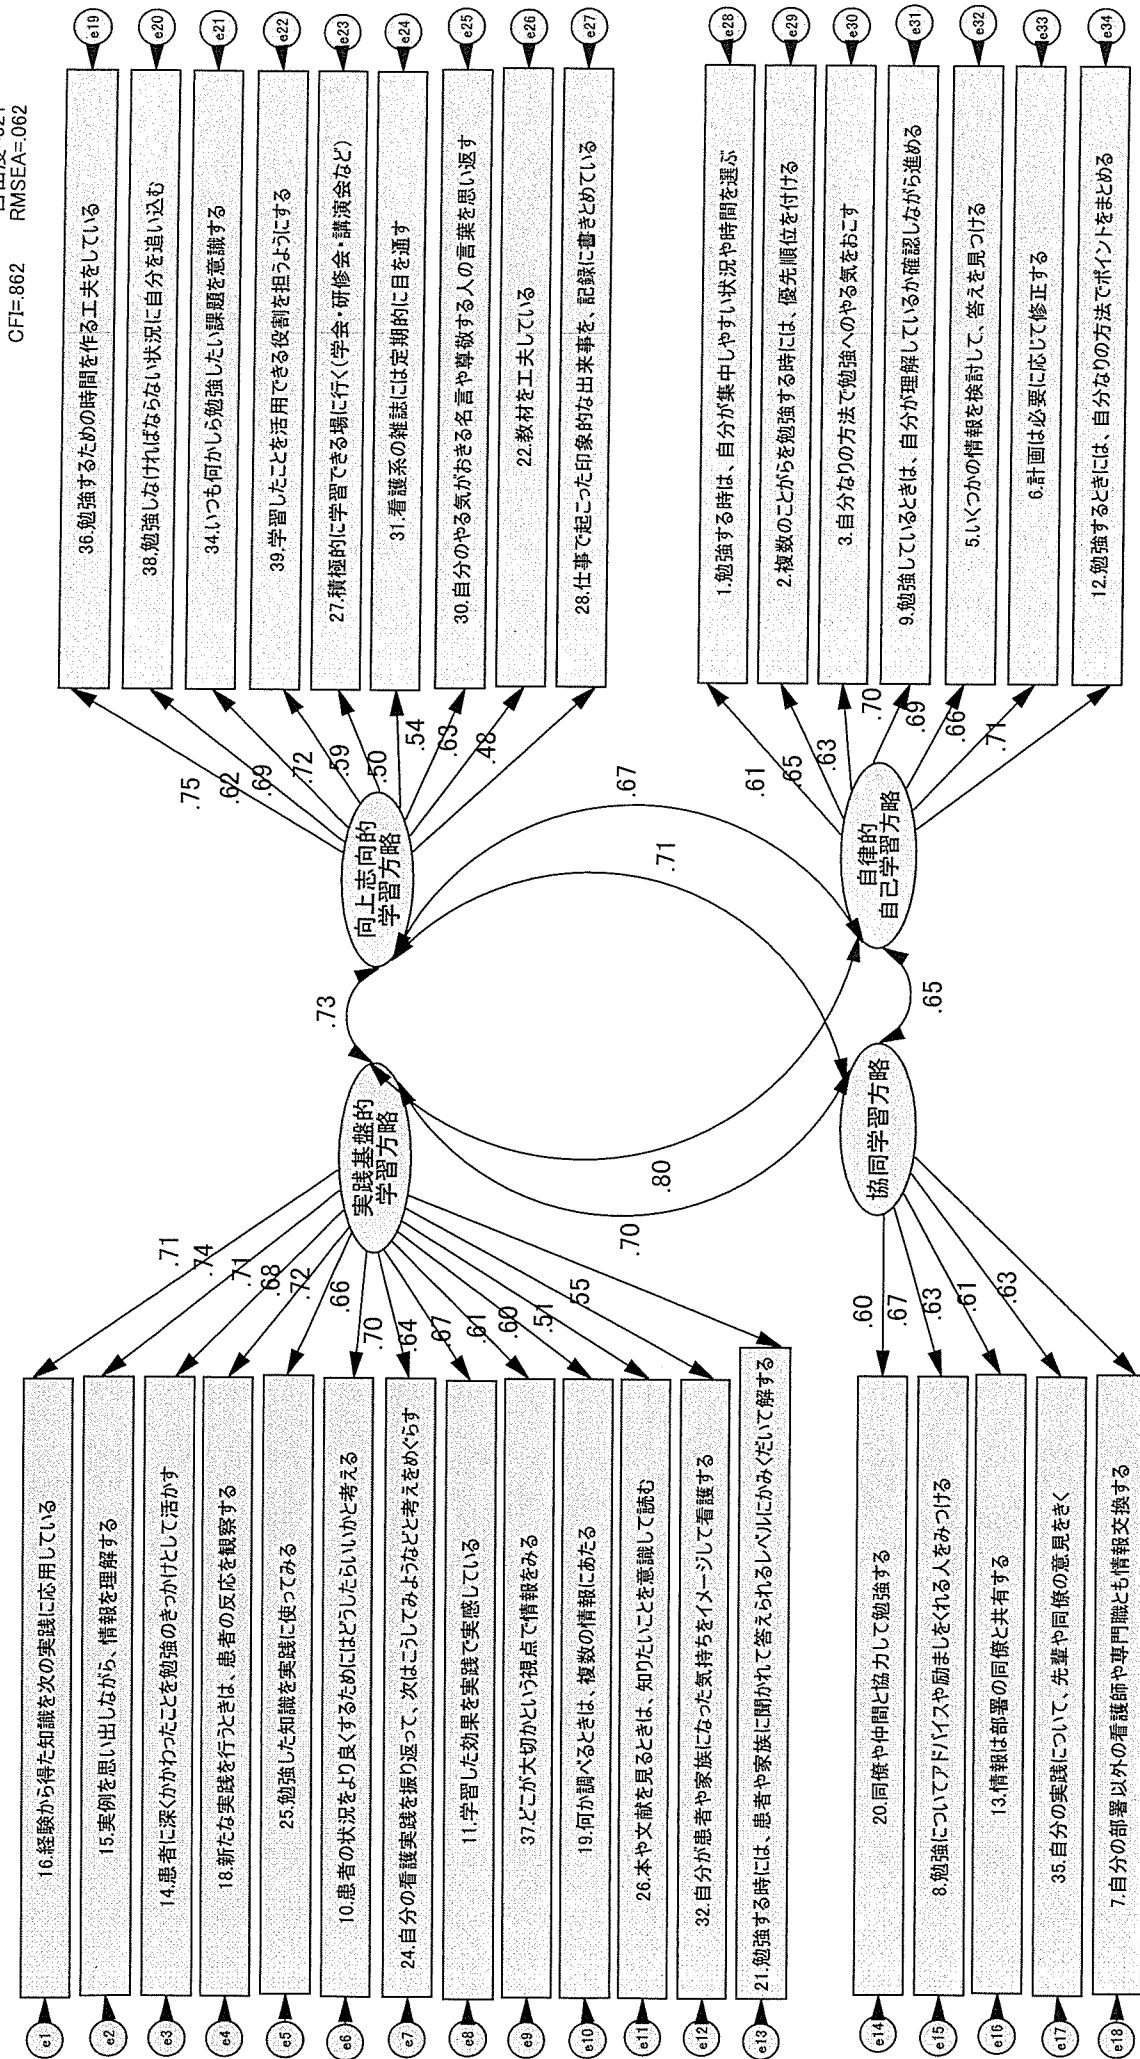 CFI=.862
RMSEA=.062
e1
16.経験から得た知識を次の実践に応用している
e2
15.実例を思い出しながら、情報を理解する
e3
14.患者に深くかかわったことを勉強のきっかけとして活かす
e4
18.新たな実践を行うときは、患者の反応を観察する
e5
25.勉強した知識を実践に使ってみる
e6
10.患者の状況をより良くするためにはどうしたらいいかと考える
e7
24.自分の看護実践を振り返って、次はこうしてみようなどと考えをめぐらす
e8
11.学習した効果を実践で実感している
e9
37.どこが大切かという視点で情報をみる
e10
19.何か調べるときは、複数の情報にあたる
e11
26.本や文献を見るときは、知りたいことを意識して読む
e12
32.自分が患者や家族になった気持ちをイメージして看護する
e13
21.勉強する時には、患者や家族に聞かれて答えられるレベルにかみくだいて解する
.71
.74
.71
.68
.72
.66
.70
.64
.67
.61
.60
.51
.55
実践基盤的
学習方略
.73
向上志向的
学習方略
.75
.62
.69
.72
.59
.50
.54
.63
.48
36.勉強するための時間を作る工夫をしている
e19
38.勉強しなければならない状況に自分を追い込む
e20
34.いつも何かしら勉強したい課題を意識する
e21
39.学習したことを活用できる役割を担うようにする
e22
27.積極的に学習できる場に行く(学会・研修会・講演会など)
e23
31.看護系の雑誌には定期的に目を通す
e24
30.自分のやる気がおきる名言や尊敬する人の言葉を思い返す
e25
22.教材を工夫している
e26
28.仕事で起こった印象的な出来事を、記録に書きとめている
e27
.70
.80
.71
.67
e14
20.同僚や仲間と協力して勉強する
e15
8.勉強についてアドバイスや励ましをくれる人をみつける
e16
13.情報は部署の同僚と共有する
e17
35.自分の実践について、先輩や同僚の意見をきく
e18
7.自分の部署以外の看護師や専門職とも情報交換する
.60
.67
.63
.61
.63
協同学習方略
.65
自律的
自己学習方略
.61
.65
.63
.70
.69
.66
.71
1.勉強する時は、自分が集中しやすい状況や時間を選ぶ
e28
2.複数のことがらを勉強する時には、優先順位を付ける
e29
3.自分なりの方法で勉強へのやる気をおこす
e30
9.勉強しているときは、自分が理解しているか確認しながら進める
e31
5.いくつかの情報を検討して、答えを見つける
e32
6.計画は必要に応じて修正する
e33
12.勉強するときには、自分なりの方法でポイントをまとめる
e34